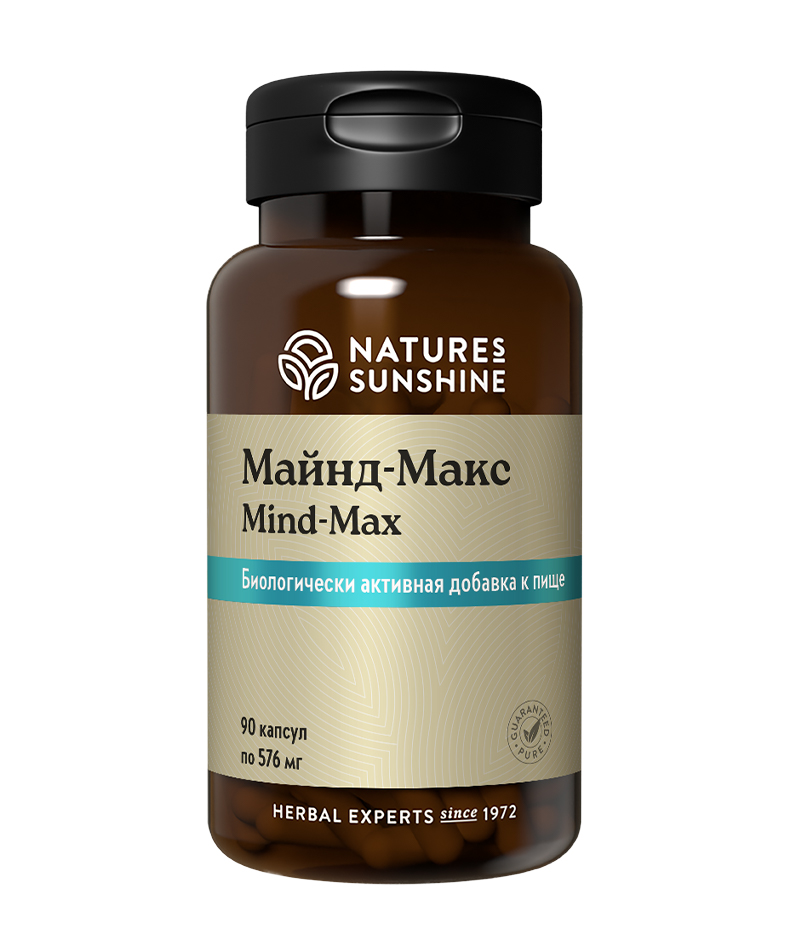 NATURES
SUNSHINE
Майнд-Макс
Mind-Max
Биологически активная добавка к пище
90 капсул
по 576 мг
GUARANTEED
PURE
HERBAL EXPERTS since 1972